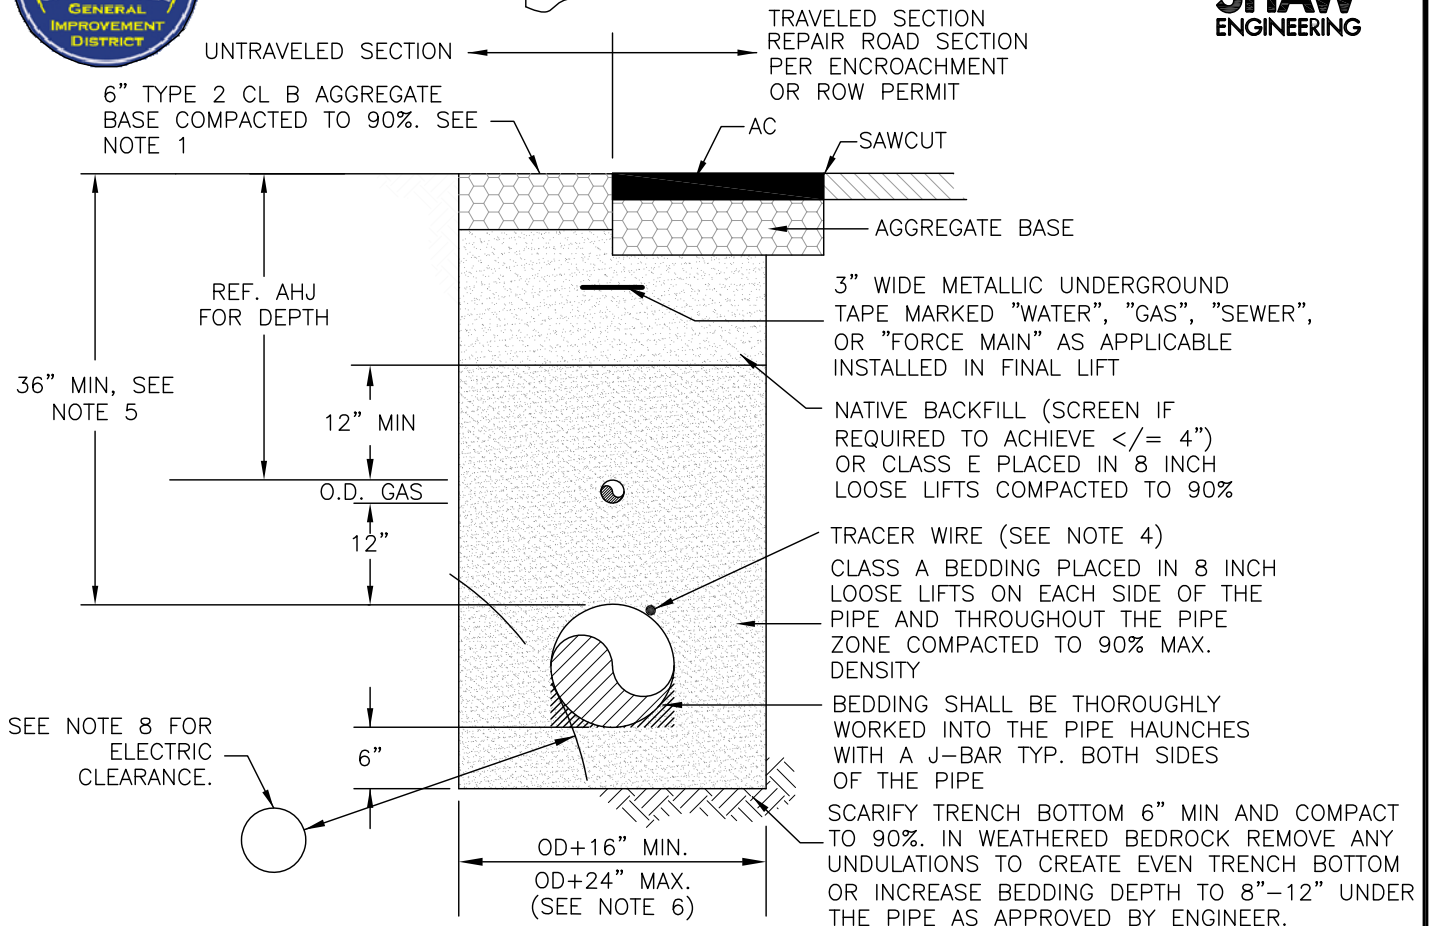 GENERAL
IMPROVEMENT
DISTRICT
SHAW
ENGINEERING
UNTRAVELED SECTION
TRAVELED SECTION
REPAIR ROAD SECTION
PER ENCROACHMENT
OR ROW PERMIT
6” TYPE 2 CL B AGGREGATE
BASE COMPACTED TO 90%. SEE
NOTE 1
AC
SAWCUT
AGGREGATE BASE
REF. AHJ
FOR DEPTH
3” WIDE METALLIC UNDERGROUND
TAPE MARKED ”WATER”, ”GAS”, ”SEWER”,
OR ”FORCE MAIN” AS APPLICABLE
INSTALLED IN FINAL LIFT
36” MIN, SEE
NOTE 5
12” MIN
NATIVE BACKFILL (SCREEN IF
REQUIRED TO ACHIEVE </= 4”)
OR CLASS E PLACED IN 8 INCH
LOOSE LIFTS COMPACTED TO 90%
O.D. GAS
12”
TRACER WIRE (SEE NOTE 4)
CLASS A BEDDING PLACED IN 8 INCH
LOOSE LIFTS ON EACH SIDE OF THE
PIPE AND THROUGHOUT THE PIPE
ZONE COMPACTED TO 90% MAX.
DENSITY
BEDDING SHALL BE THOROUGHLY
WORKED INTO THE PIPE HAUNCHES
WITH A J-BAR TYP. BOTH SIDES
OF THE PIPE
SEE NOTE 8 FOR
ELECTRIC
CLEARANCE.
6”
SCARIFY TRENCH BOTTOM 6” MIN AND COMPACT
TO 90%. IN WEATHERED BEDROCK REMOVE ANY
UNDULATIONS TO CREATE EVEN TRENCH BOTTOM
OR INCREASE BEDDING DEPTH TO 8”-12” UNDER
THE PIPE AS APPROVED BY ENGINEER.
OD+16” MIN.
OD+24” MAX.
(SEE NOTE 6)